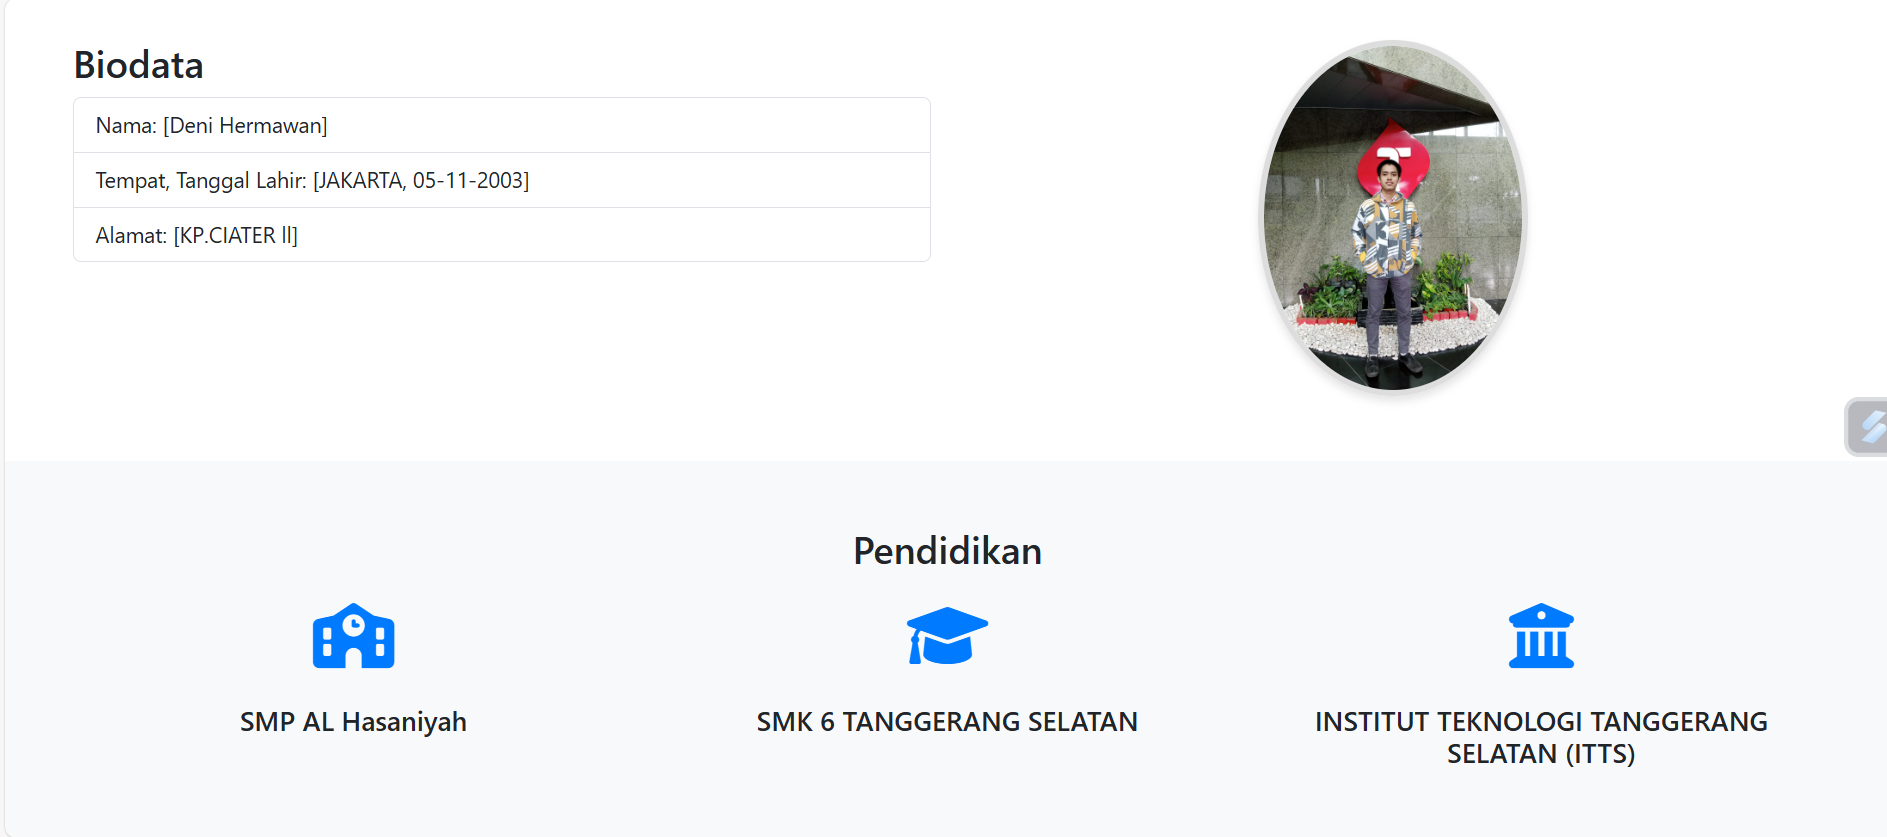 Biodata
Nama: [Deni Hermawan]
Tempat, Tanggal Lahir: [JAKARTA, 05-11-2003]
Alamat: [KP.CIATER ll]
Pendidikan
SMP AL Hasaniyah
SMK 6 TANGGERANG SELATAN
INSTITUT TEKNOLOGI TANGGERANG
SELATAN (ITTS)